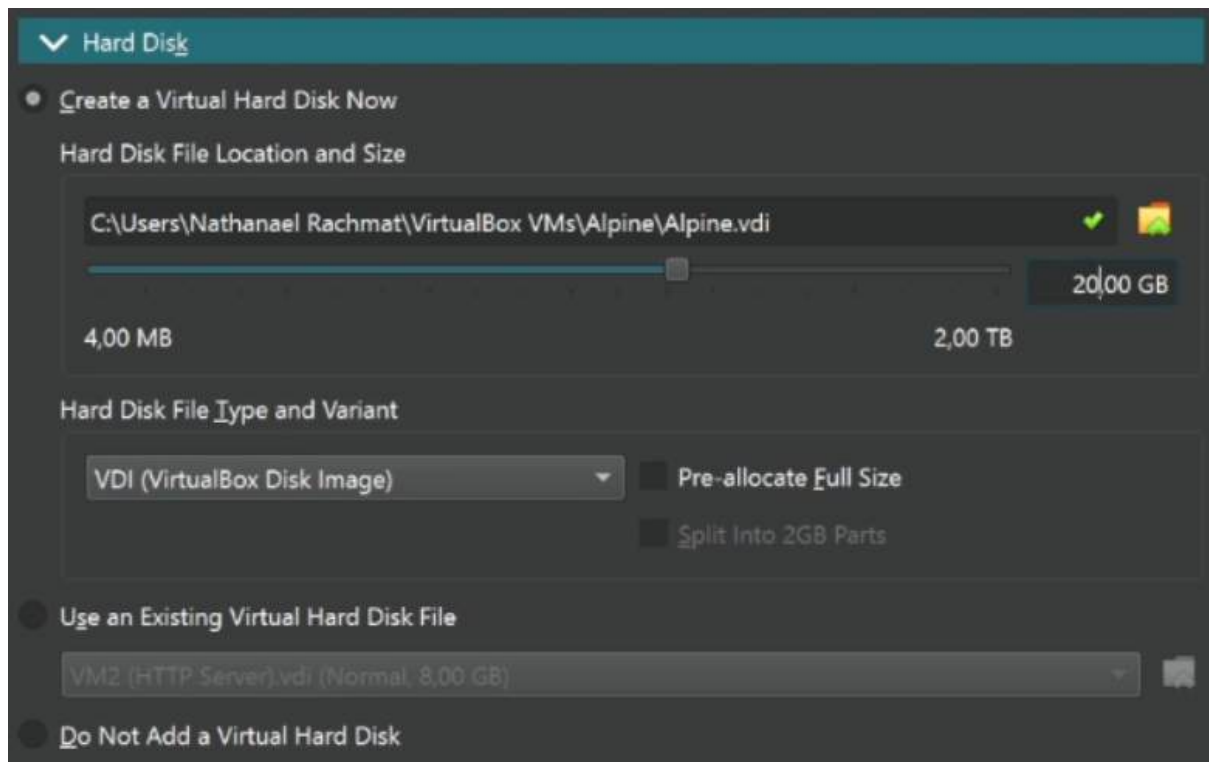 Hard Disk
Create a Virtual Hard Disk Now
Hard Disk File Location and Size
C:\Users\Nathanael Rachmat\VirtualBox VMs\Alpine\Alpine.vdi
20,00 GB
4,00 MB 2,00 TB
Hard Disk File Type and Variant
VDI (VirtualBox Disk Image) Pre-allocate Full Size
Split Into 2GB Parts
Use an Existing Virtual Hard Disk File
VM2 (HTTP Server).vdi (Normal, 8,00 GB)
Do Not Add a Virtual Hard Disk